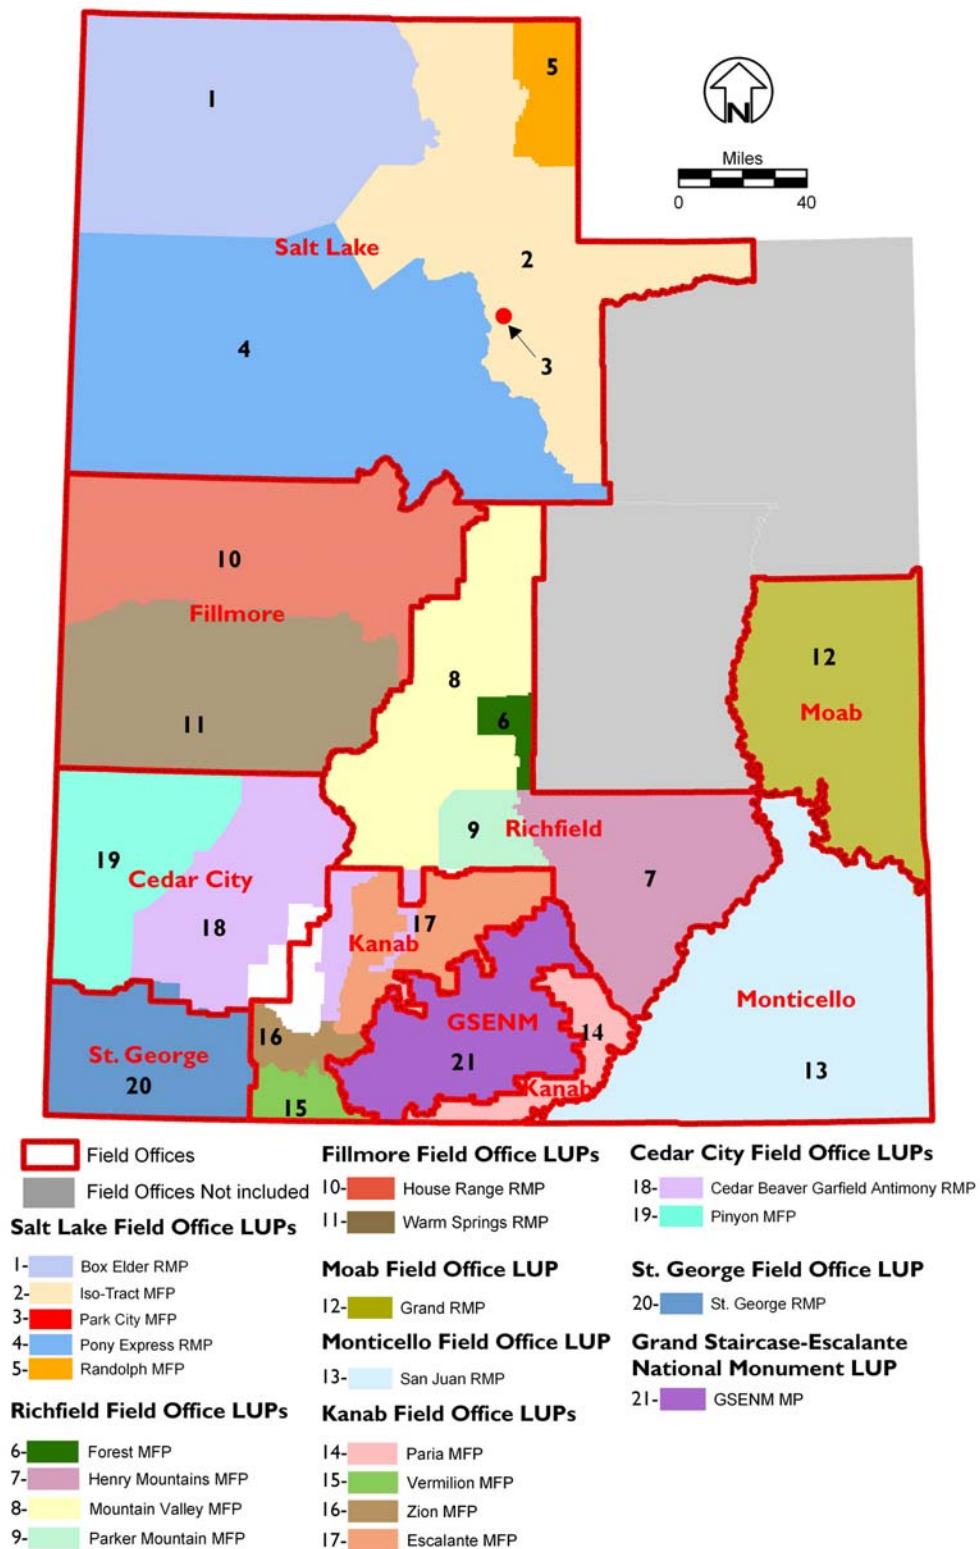 1
5
N
Miles
0 40
Salt Lake
2
4
3
10
Fillmore
12
8
Moab
11
6
9
Richfield
19
Cedar City
7
18
17
Kanab
Monticello
GSENM
14
16
St. George
21
13
20
Kanab
15
Field Offices
Field Offices Not included
Salt Lake Field Office LUPs
1- Box Elder RMP
2- Iso-Tract MFP
3- Park City MFP
4- Pony Express RMP
5- Randolph MFP
Richfield Field Office LUPs
6- Forest MFP
7- Henry Mountains MFP
8- Mountain Valley MFP
9- Parker Mountain MFP
Fillmore Field Office LUPs
10- House Range RMP
11- Warm Springs RMP
Moab Field Office LUP
12- Grand RMP
Monticello Field Office LUP
13- San Juan RMP
Kanab Field Office LUPs
14- Paria MFP
15- Vermilion MFP
16- Zion MFP
17- Escalante MFP
Cedar City Field Office LUPs
18- Cedar Beaver Garfield Antimony RMP
19- Pinyon MFP
St. George Field Office LUP
20- St. George RMP
Grand Staircase-Escalante
National Monument LUP
21- GSENM MP